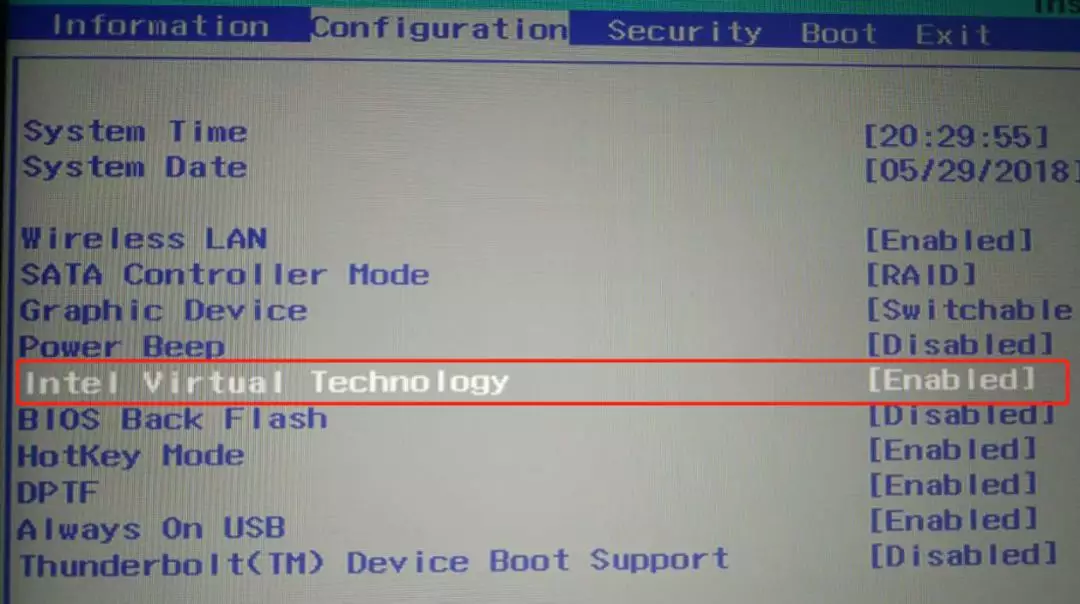 Information Configuration Security Boot Exit
System Time [20:29:55]
System Date [05/29/2018]
Wireless LAN [Enabled]
SATA Controller Mode [RAID]
Graphic Device [Switchable
Power Beep [Disabled]
Intel Virtual Technology [Enabled]
BIOS Back Flash [Disabled]
HotKey Mode [Enabled]
DPTF [Enabled]
Always On USB [Enabled]
Thunderbolt(TM) Device Boot Support [Disabled]